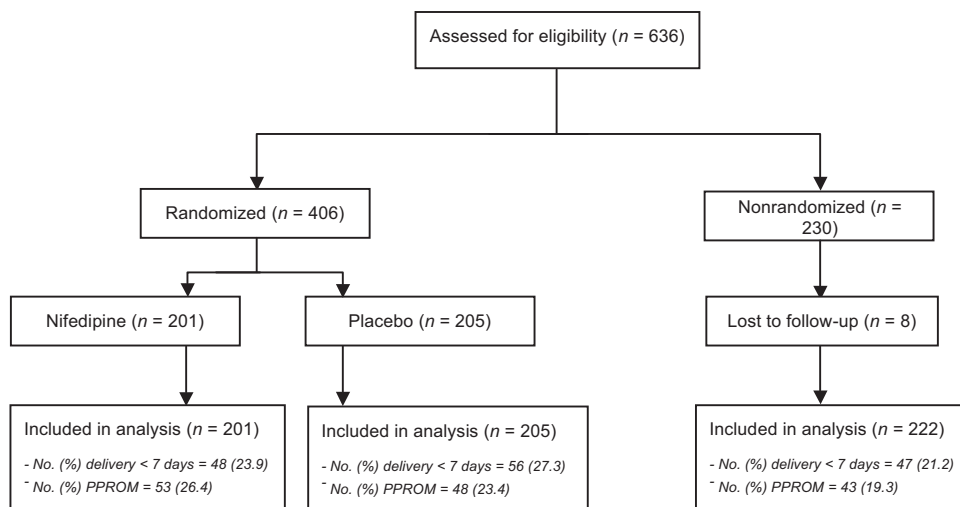 Assessed for eligibility (n = 636)
Randomized (n = 406)
Nonrandomized (n =
230)
Nifedipine (n = 201)
Placebo (n = 205)
Lost to follow-up (n = 8)
Included in analysis (n = 201)
- No. (%) delivery < 7 days = 48 (23.9)
- No. (%) PPROM = 53 (26.4)
Included in analysis (n = 205)
- No. (%) delivery < 7 days = 56 (27.3)
- No. (%) PPROM = 48 (23.4)
Included in analysis (n = 222)
- No. (%) delivery < 7 days = 47 (21.2)
- No. (%) PPROM = 43 (19.3)